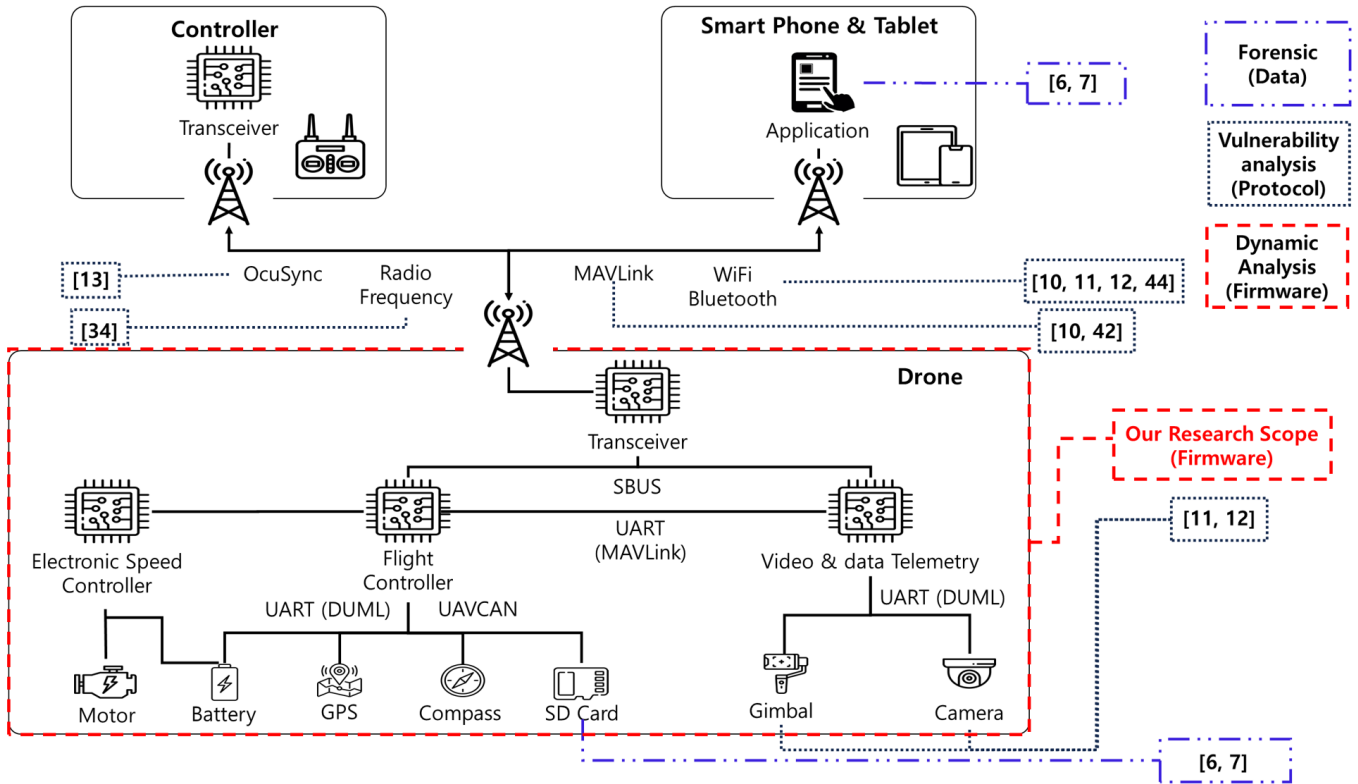 Controller
Transceiver
Smart Phone & Tablet
Application
[6, 7]
Forensic
(Data)
Vulnerability
analysis
(Protocol)
Dynamic
Analysis
(Firmware)
[13]
OcuSync
Radio
Frequency
MAVLink
WiFi
Bluetooth
[10, 11, 12, 44]
[34]
[10, 42]
Drone
Transceiver
Our Research Scope
(Firmware)
SBUS
[11, 12]
UART
(MAVLink)
Electronic Speed
Controller
Flight
Controller
Video & data Telemetry
UART (DUML)
UAVCAN
UART (DUML)
Motor
Battery
GPS
Compass
SD Card
Gimbal
Camera
[6, 7]